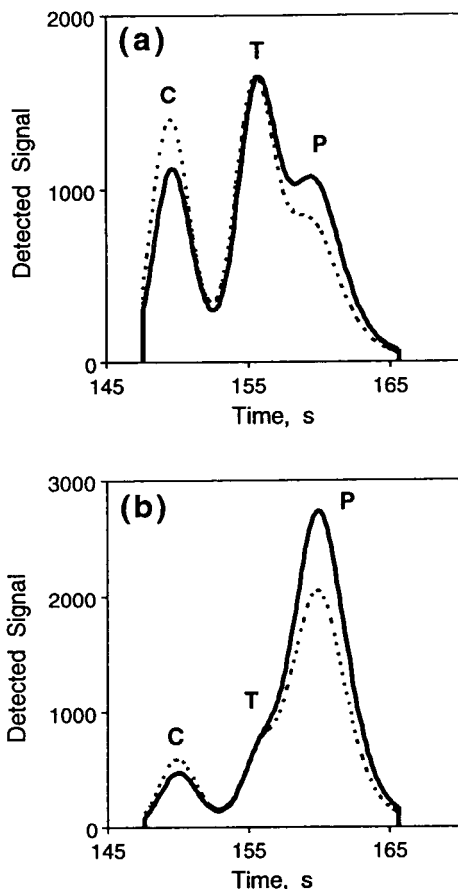 (a)
2000
1000
0
Detected Signal
C
T
P
145
155
165
Time, s
(b)
3000
2000
1000
0
Detected Signal
C
T
P
145
155
165
Time, s